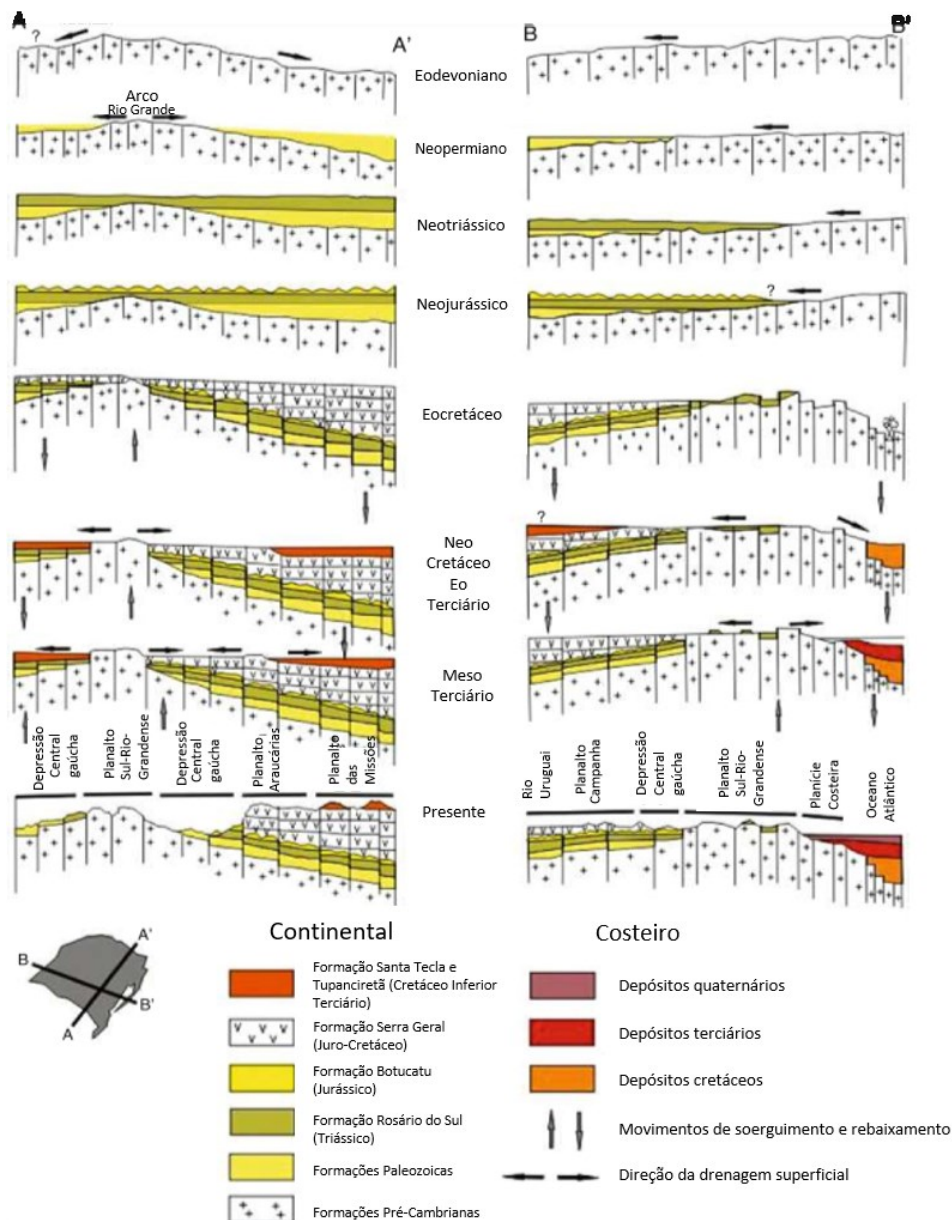 A
A'
B
B'
?
Eodevoniano
Arco
Rio Grande
Neopermiano
Neotriássico
Neojurássico
?
Eocretáceo
Neo
Cretáceo
Eo
Terciário
?
Meso
Terciário
Depressão
Central
gaúcha
Planalto
Sul-Rio-
Grandense
Depressão
Central
gaúcha
Planalto
Araucárias
Planalto
das
Missões
Rio
Uruguai
Planalto
Campanha
Depressão
Central
gaúcha
Planalto
Sul-Rio-
Grandense
Planície
Costeira
Oceano
Atlântico
Presente
A'
B
B'
A
Continental
Formação Santa Tecla e
Tupanciretã (Cretáceo Inferior
Terciário)
Formação Serra Geral
(Juro-Cretáceo)
Formação Botucatu
(Jurássico)
Formação Rosário do Sul
(Triássico)
Formações Paleozoicas
Formações Pré-Cambrianas
Costeiro
Depósitos quaternários
Depósitos terciários
Depósitos cretáceos
Movimentos de soerguimento e rebaixamento
Direção da drenagem superficial